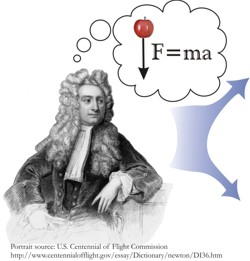 F=ma
Portrait source: U.S. Centennial of Flight Commission
http://www.centennialofflight.gov/essay/Dictionary/newton/DI36.htm